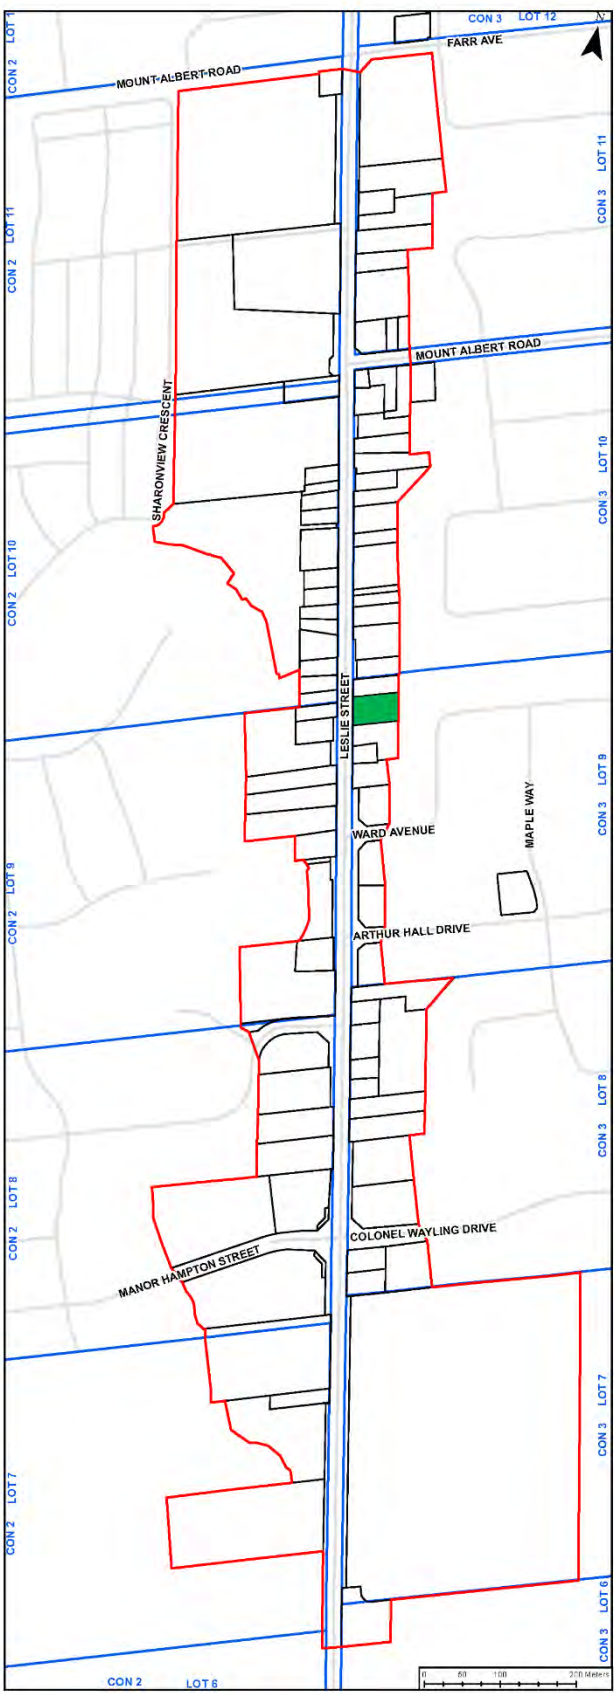 CON 3 LOT 12
N
LOT 1
CON 2
FARR AVE
MOUNT ALBERT ROAD
LOT 11
CON 3
LOT 11
CON 2
MOUNT ALBERT ROAD
SHARONVIEW CRESCENT
LOT 10
CON 3
LOT 10
CON 2
LESLIE STREET
LOT 9
CON 3
MAPLE WAY
WARD AVENUE
LOT 9
CON 2
ARTHUR HALL DRIVE
LOT 8
CON 3
LOT 8
CON 2
COLONEL WAYLING DRIVE
MANOR HAMPTON STREET
LOT 7
CON 3
LOT 7
CON 2
LOT 6
CON 3
CON 2 LOT 6
0 50 100 200 Meters